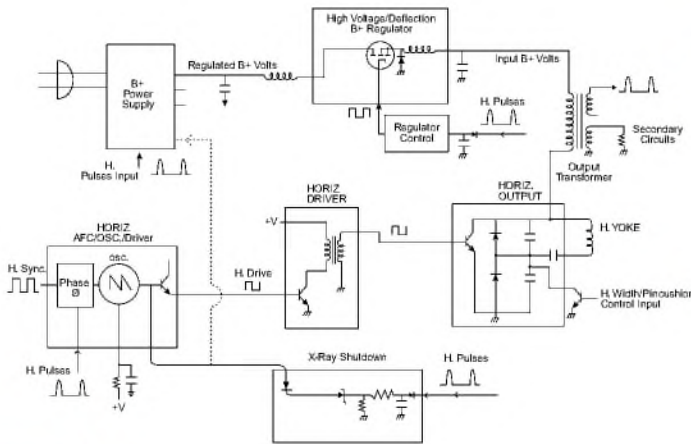 High Voltage/Deflection
B+ Regulator
Regulated B+ Volts
Input B+ Volts
B+
Power
Supply
H. Pulses
Regulator
Control
Secondary
Circuits
Output
Transformer
H.
Pulses Input
HORIZ
DRIVER
HORIZ.
OUTPUT
+V
H. YOKE
HORIZ
AFC/OSC./Driver
osc.
H. Sync.
Phase
Ø
H. Drive
H. Width/Pincushion
Control Input
H. Pulses
+V
X-Ray Shutdown
H. Pulses